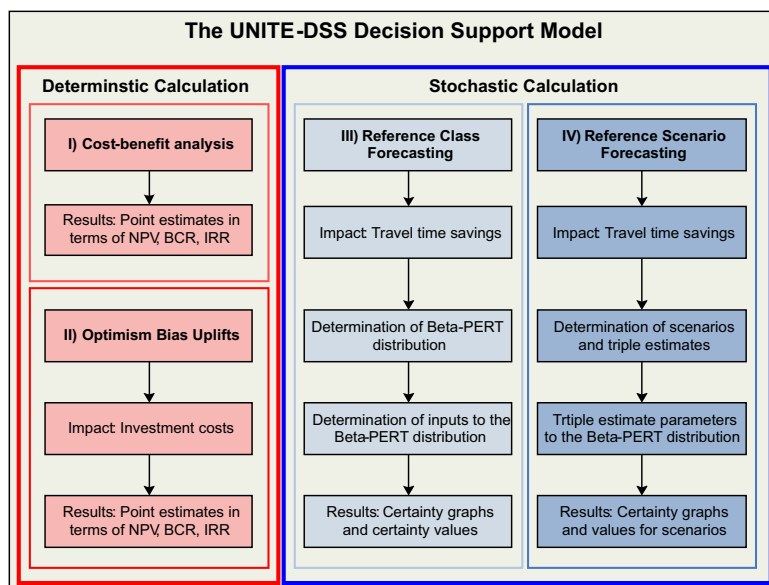 The UNITE-DSS Decision Support Model
Determinstic Calculation
I) Cost-benefit analysis
Results: Point estimates in
terms of NPV, BCR, IRR
II) Optimism Bias Uplifts
Impact: Investment costs
Results: Point estimates in
terms of NPV, BCR, IRR
Stochastic Calculation
III) Reference Class
Forecasting
Impact: Travel time savings
Determination of Beta-PERT
distribution
Determination of inputs to the
Beta-PERT distribution
Results: Certainty graphs
and certainty values
IV) Reference Scenario
Forecasting
Impact: Travel time savings
Determination of scenarios
and triple estimates
Trtiple estimate parameters
to the Beta-PERT distribution
Results: Certainty graphs
and values for scenarios